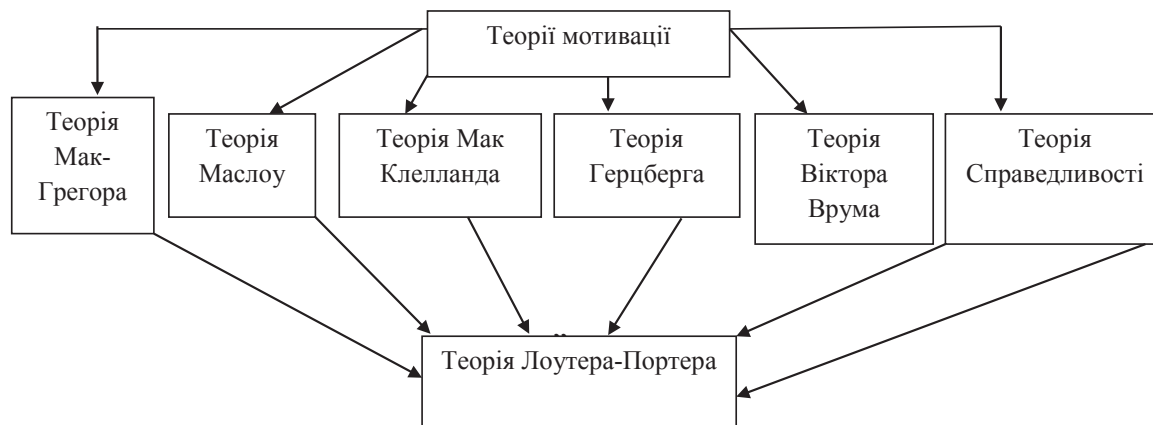 Теорії мотивації
Теорія
Мак-
Грегора
Теорія
Маслоу
Теорія Мак
Клелланда
Теорія
Герцберга
Теорія
Віктора
Врума
Теорія
Справедливості
Теорія Лоутера-Портера